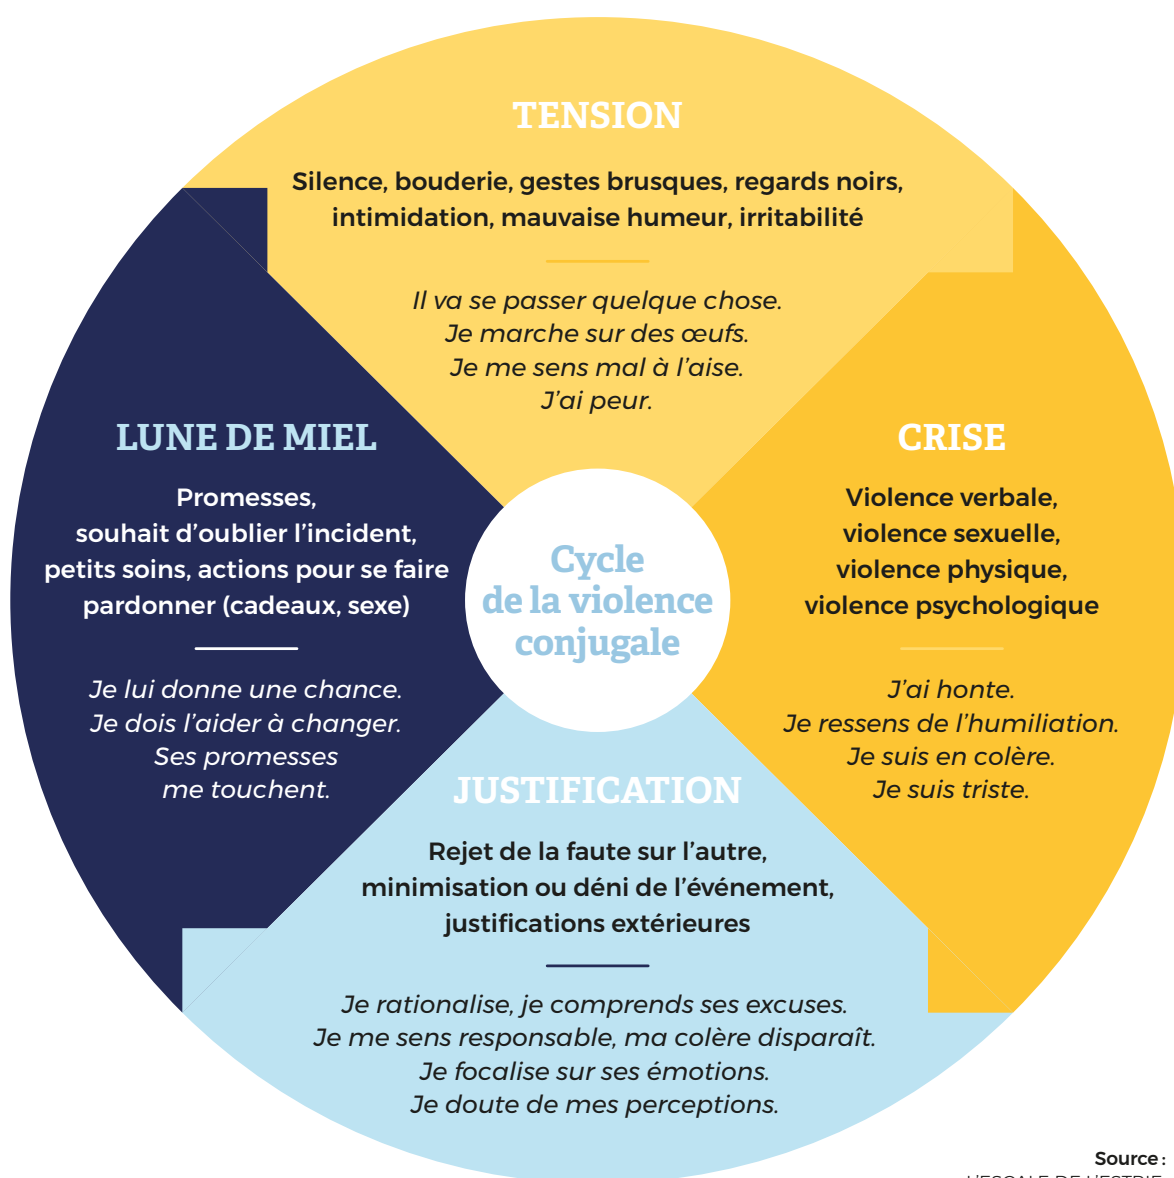 TENSION
Silence, bouderie, gestes brusques, regards noirs,
intimidation, mauvaise humeur, irritabilité
Il va se passer quelque chose.
Je marche sur des œufs.
Je me sens mal à l’aise.
J’ai peur.
LUNE DE MIEL
Promesses,
souhait d’oublier l’incident,
petits soins, actions pour se faire
pardonner (cadeaux, sexe)
Je lui donne une chance.
Je dois l’aider à changer.
Ses promesses
me touchent.
Cycle
de la violence
conjugale
CRISE
Violence verbale,
violence sexuelle,
violence physique,
violence psychologique
J’ai honte.
Je ressens de l’humiliation.
Je suis en colère.
Je suis triste.
JUSTIFICATION
Rejet de la faute sur l’autre,
minimisation ou déni de l’événement,
justifications extérieures
Je rationalise, je comprends ses excuses.
Je me sens responsable, ma colère disparaît.
Je focalise sur ses émotions.
Je doute de mes perceptions.
Source :
L’ESCALE DE L’ESTRIE